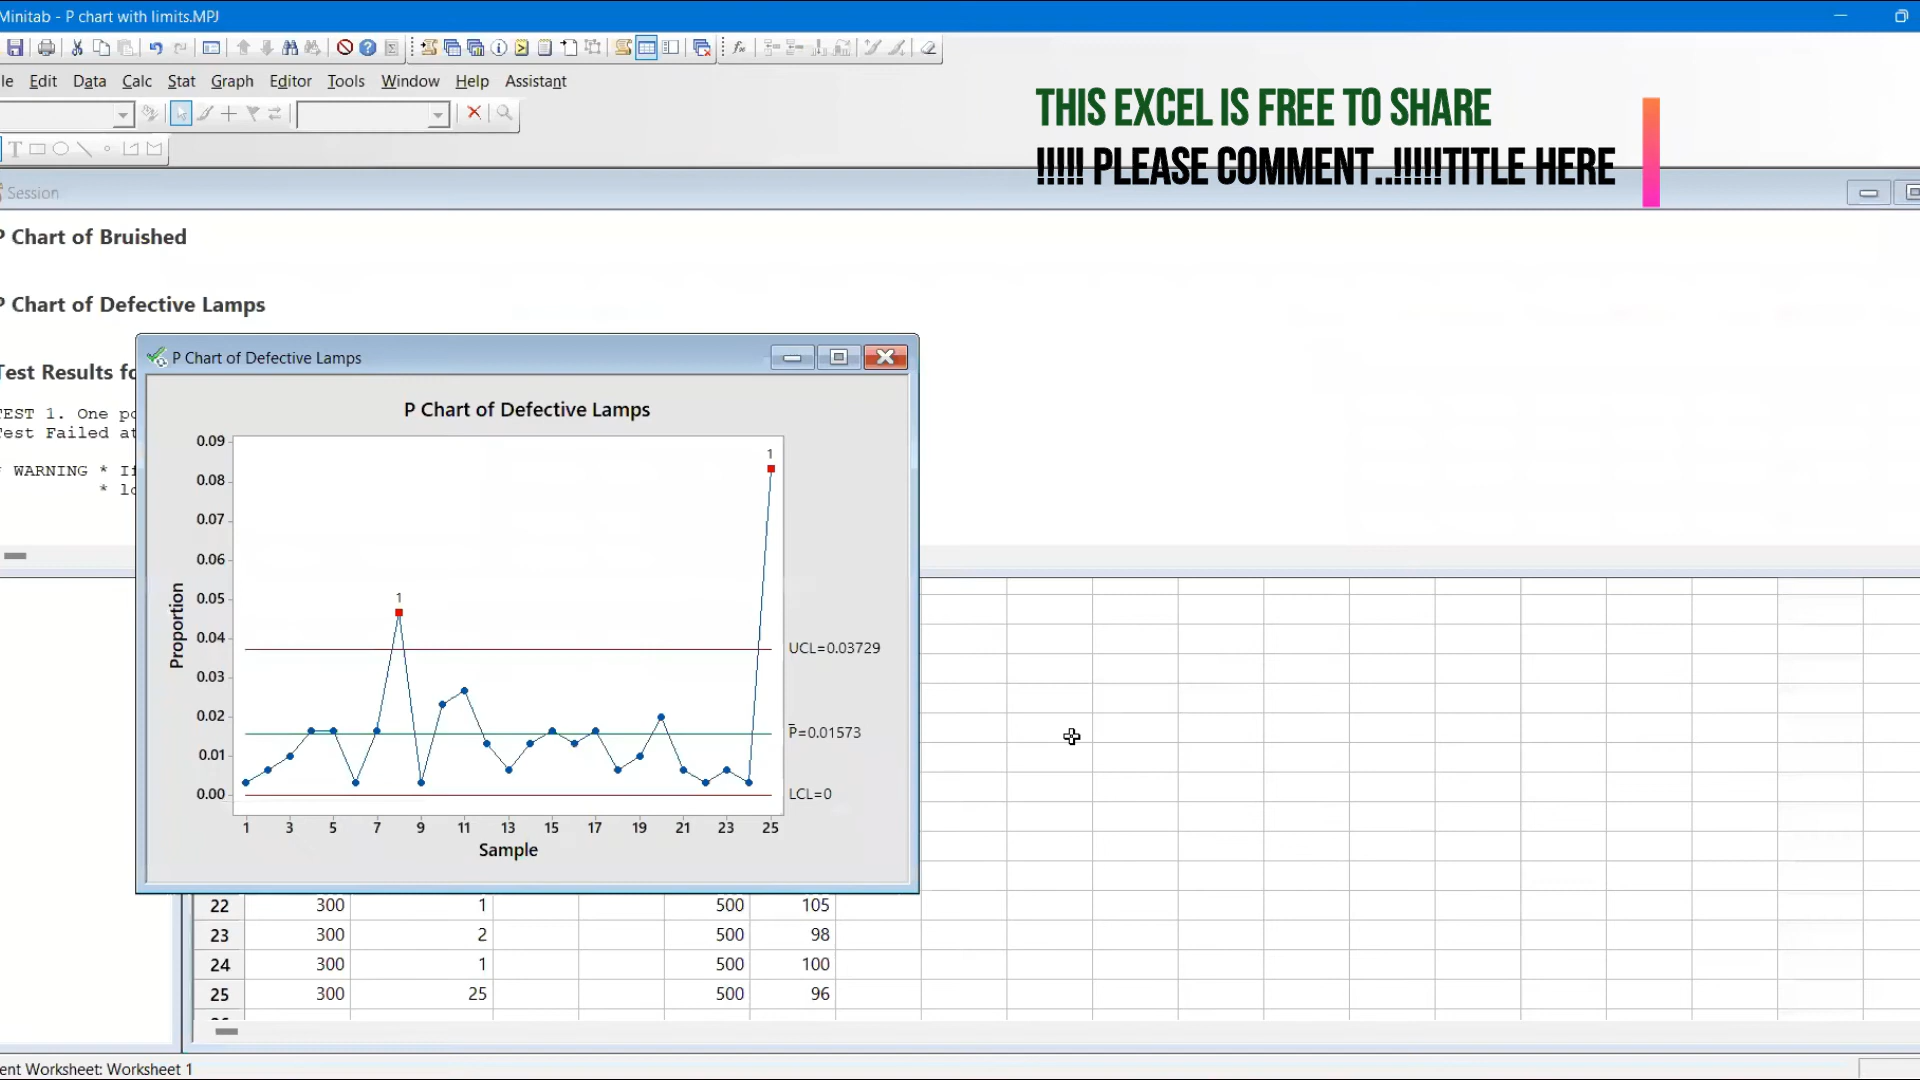 Minitab - P chart with limits.MPJ
le Edit Data Calc Stat Graph Editor Tools Window Help Assistant
THIS EXCEL IS FREE TO SHARE
!!!!! PLEASE COMMENT..!!!!!TITLE HERE
Session
P Chart of Bruished
P Chart of Defective Lamps
Test Results fo
TEST 1. One po
Test Failed at
* WARNING * If
* lo
P Chart of Defective Lamps
P Chart of Defective Lamps
0.09
0.08
0.07
0.06
0.05
0.04
0.03
0.02
0.01
0.00
Proportion
1
1
UCL=0.03729
P̄=0.01573
LCL=0
1 3 5 7 9 11 13 15 17 19 21 23 25
Sample
22 300 1 500 105
23 300 2 500 98
24 300 1 500 100
25 300 25 500 96
ent Worksheet: Worksheet 1